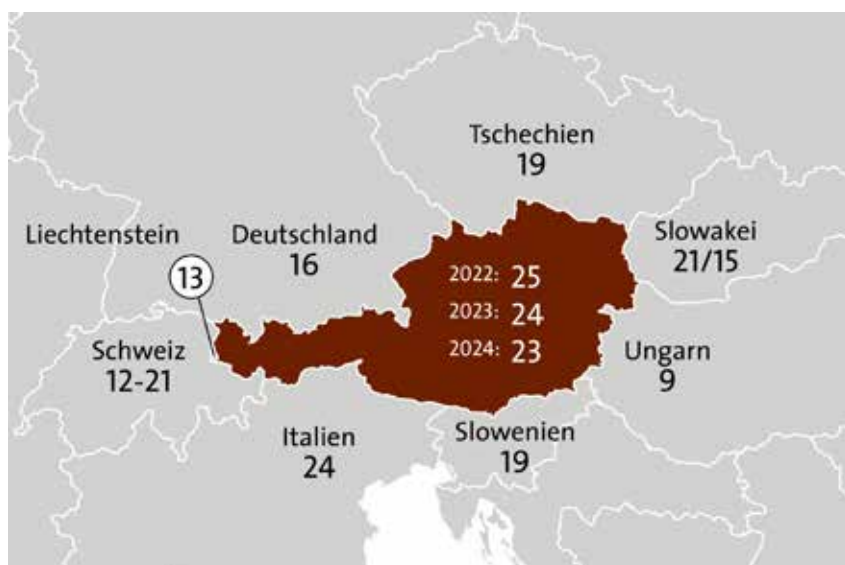 Tschechien
19
Liechtenstein
Deutschland
16
Slowakei
21/15
13
2022: 25
2023: 24
2024: 23
Schweiz
12-21
Ungarn
9
Italien
24
Slowenien
19